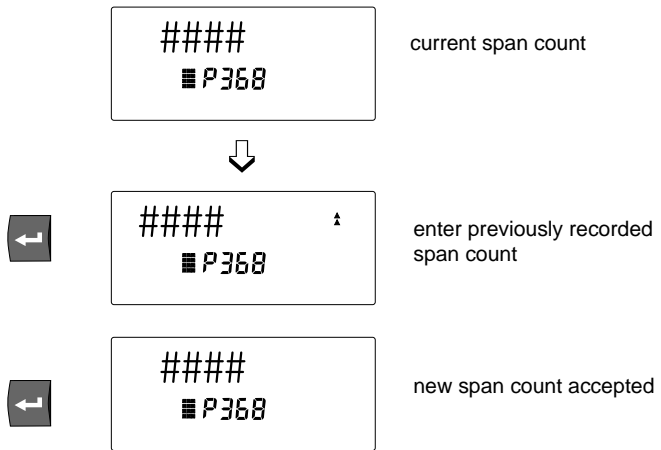 ####
current span count
P368
####
enter previously recorded
span count
P368
####
new span count accepted
P368